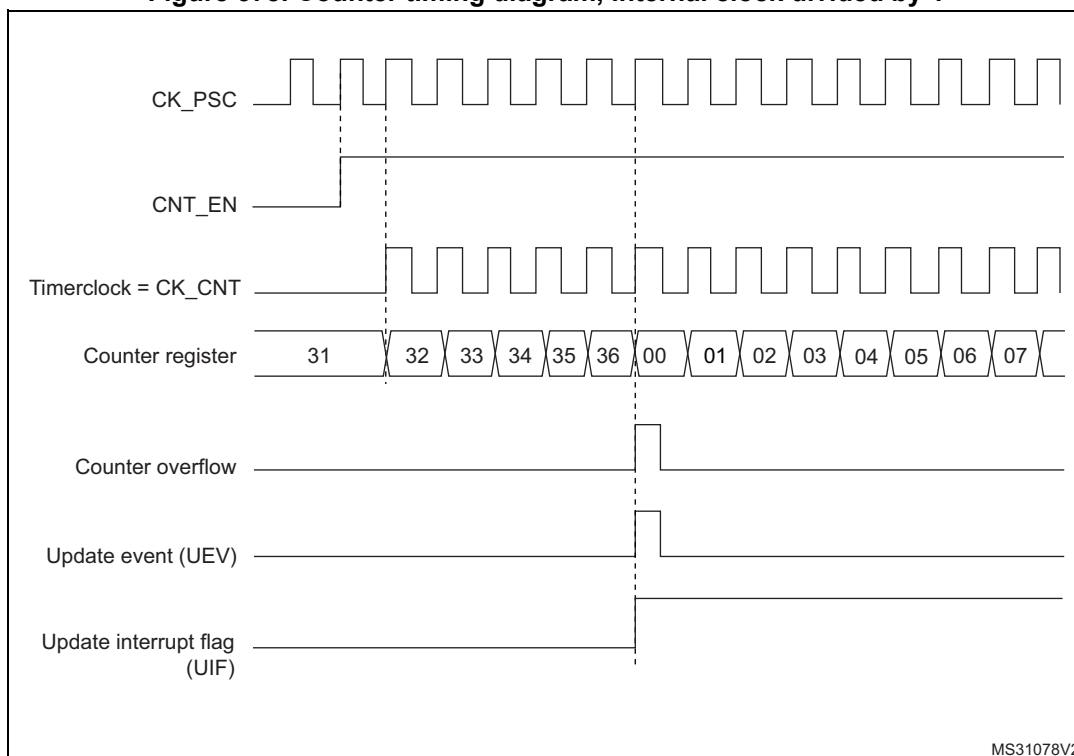 CK_PSC
CNT_EN
Timerclock = CK_CNT
Counter register 31 32 33 34 35 36 00 01 02 03 04 05 06 07
Counter overflow
Update event (UEV)
Update interrupt flag
(UIF)
MS31078V2